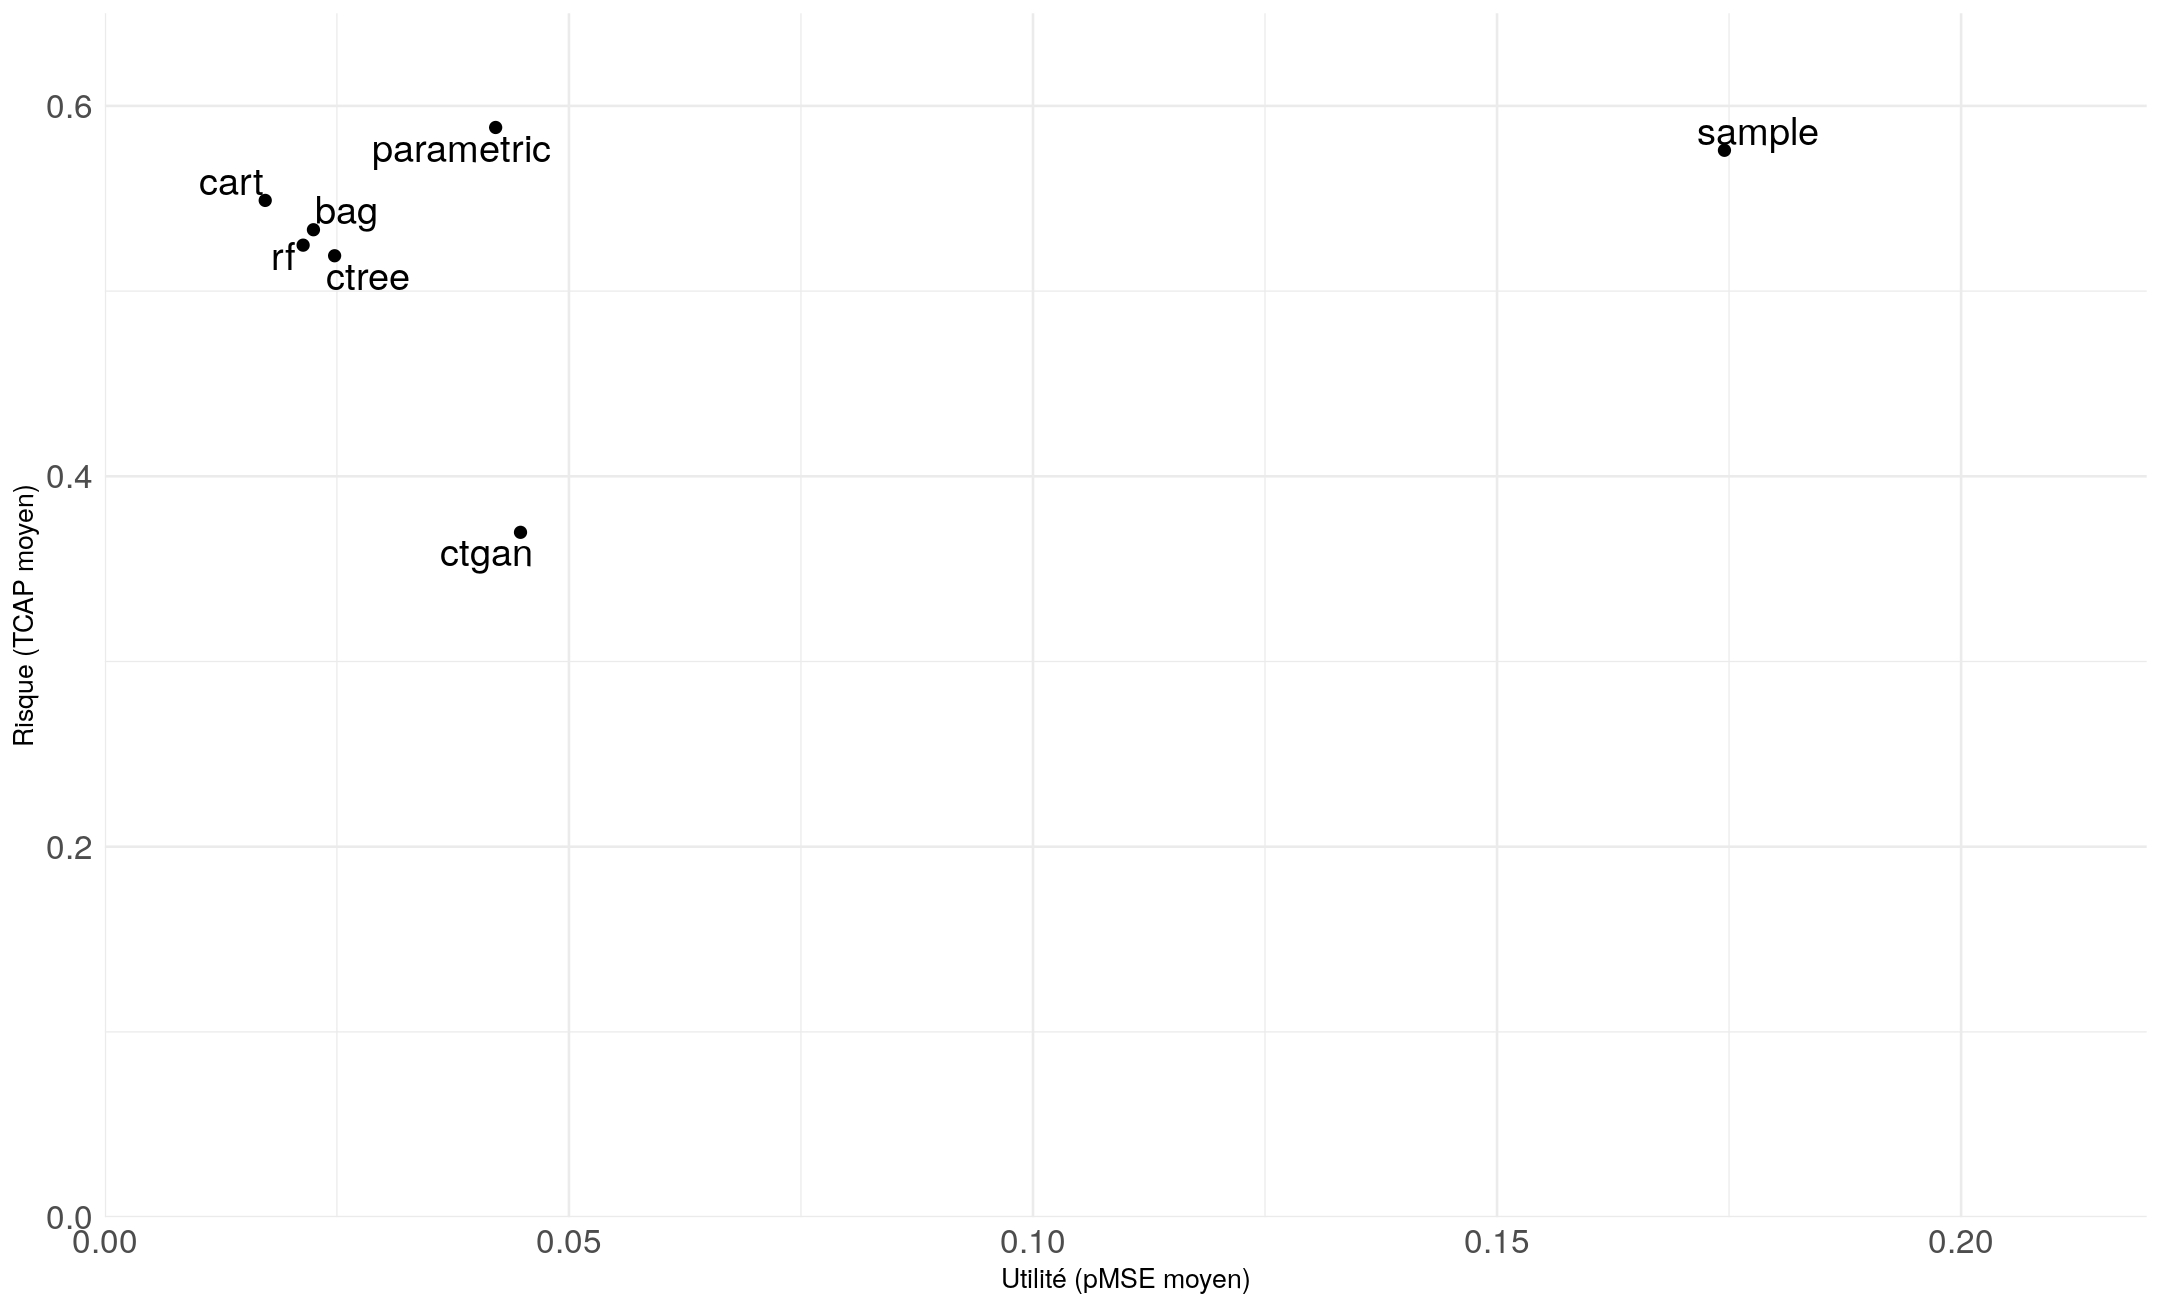 0.6
parametric
sample
cart
bag
rf
ctree
0.4
ctgan
Risque (TCAP moyen)
0.2
0.0
0.00
0.05
0.10
0.15
0.20
Utilité (pMSE moyen)